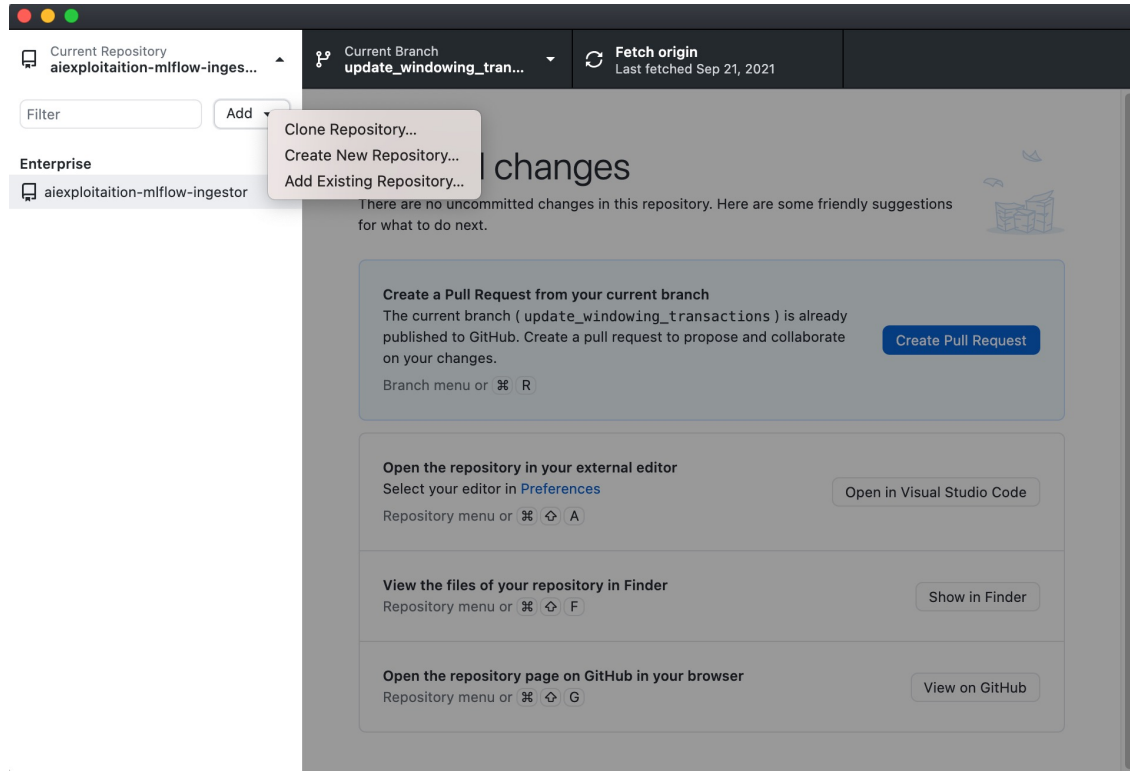 Current Repository
aiexploitaition-mlflow-inges...
Current Branch
update_windowing_tran...
Fetch origin
Last fetched Sep 21, 2021
Filter
Add
Clone Repository...
Create New Repository...
Add Existing Repository...
Enterprise
aiexploitaition-mlflow-ingestor
l changes
There are no uncommitted changes in this repository. Here are some friendly suggestions
for what to do next.
Create a Pull Request from your current branch
The current branch ( update_windowing_transactions ) is already
published to GitHub. Create a pull request to propose and collaborate
on your changes.
Branch menu or ⌘ R
Create Pull Request
Open the repository in your external editor
Select your editor in Preferences
Repository menu or ⌘ ⇧ A
Open in Visual Studio Code
View the files of your repository in Finder
Repository menu or ⌘ ⇧ F
Show in Finder
Open the repository page on GitHub in your browser
Repository menu or ⌘ ⇧ G
View on GitHub